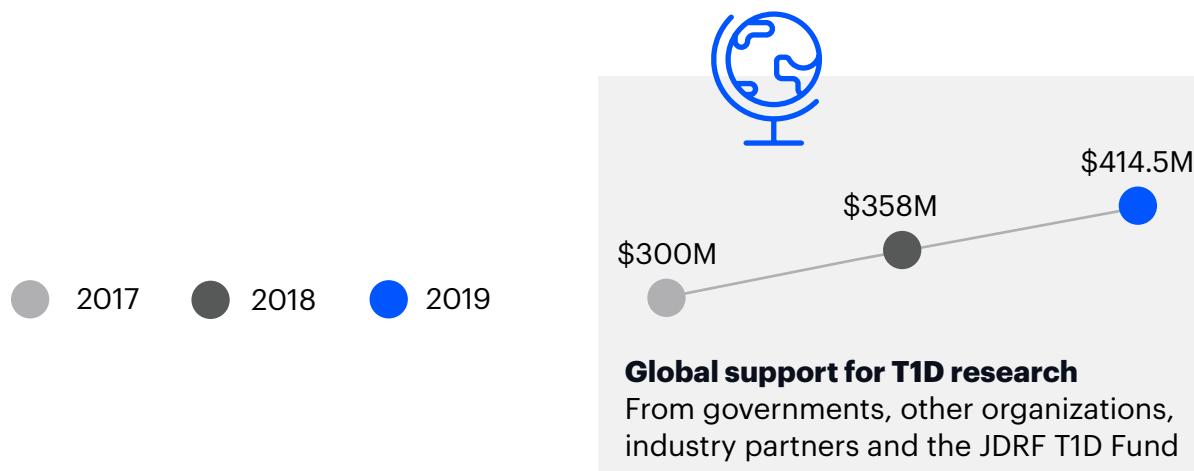 $414.5M
$358M
$300M
2017
2018
2019
Global support for T1D research
From governments, other organizations,
industry partners and the JDRF T1D Fund